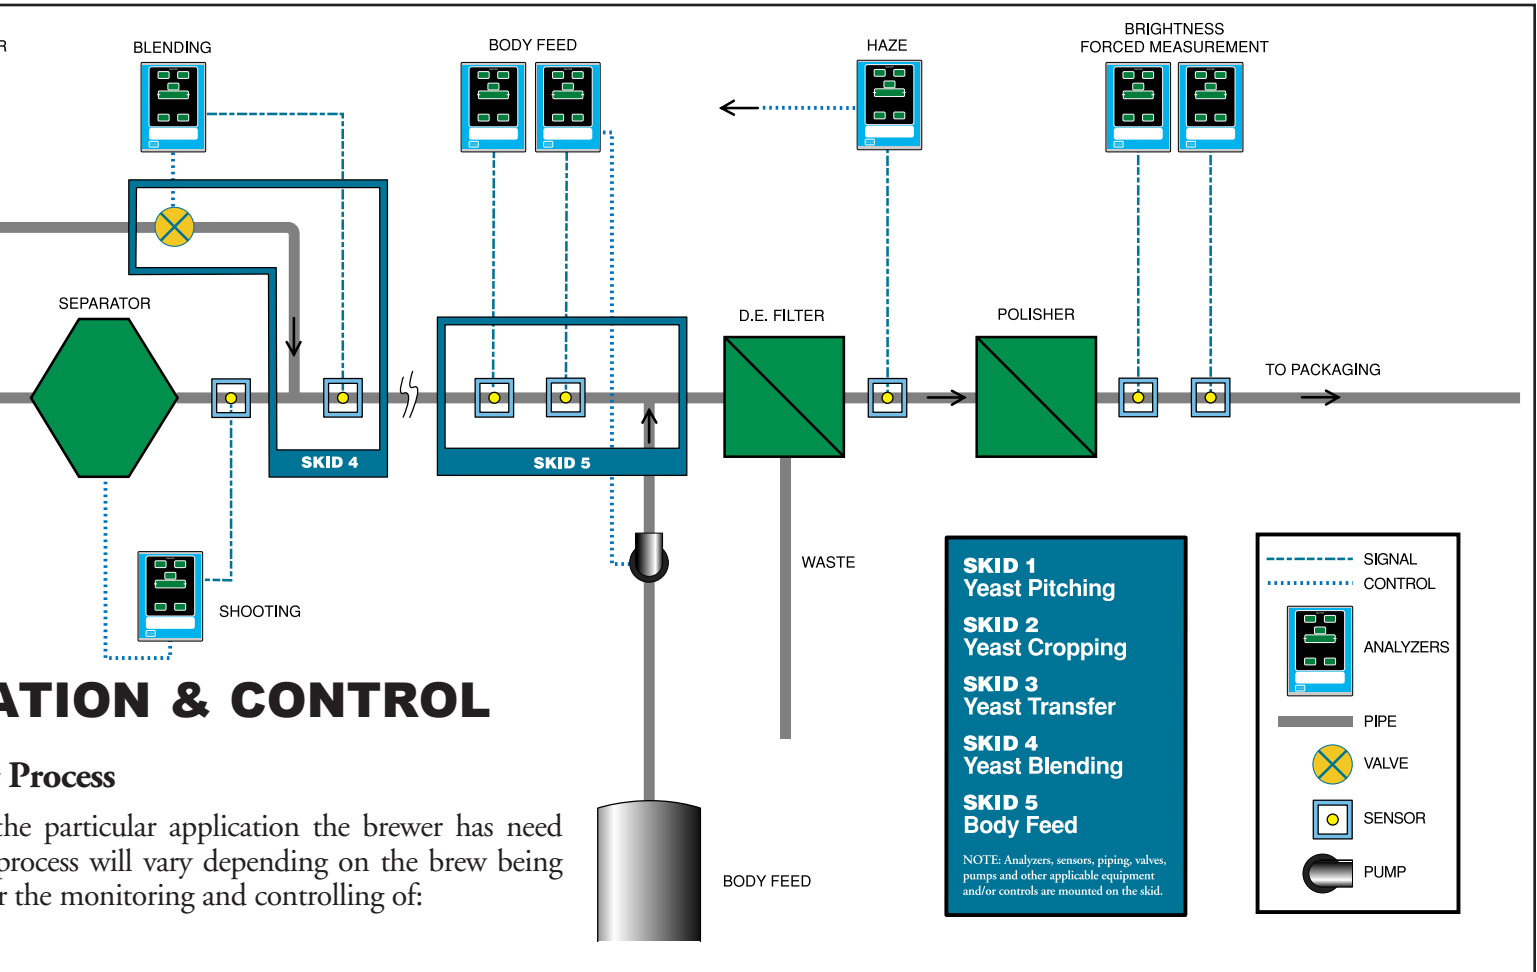 R
BLENDING
BODY FEED
HAZE
BRIGHTNESS
FORCED MEASUREMENT
SEPARATOR
D.E. FILTER
POLISHER
TO PACKAGING
SKID 4
SKID 5
SHOOTING
WASTE
BODY FEED
ATION & CONTROL
Process
the particular application the brewer has need
process will vary depending on the brew being
r the monitoring and controlling of:
SKID 1
Yeast Pitching
SKID 2
Yeast Cropping
SKID 3
Yeast Transfer
SKID 4
Yeast Blending
SKID 5
Body Feed
NOTE: Analyzers, sensors, piping, valves,
pumps and other applicable equipment
and/or controls are mounted on the skid.
SIGNAL
CONTROL
ANALYZERS
PIPE
VALVE
SENSOR
PUMP